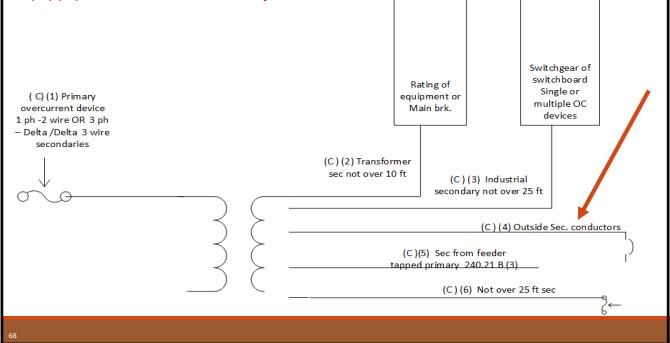 ( C) (1) Primary
overcurrent device
1 ph -2 wire OR 3 ph
– Delta /Delta 3 wire
secondaries
Rating of
equipment or
Main brk.
Switchgear of
switchboard
Single or
multiple OC
devices
(C ) (2) Transformer
sec not over 10 ft
(C ) (3) Industrial
secondary not over 25 ft
(C ) (4) Outside Sec. conductors
(C )(5) Sec from feeder
tapped primary 240.21 B (3)
(C ) (6) Not over 25 ft sec
68